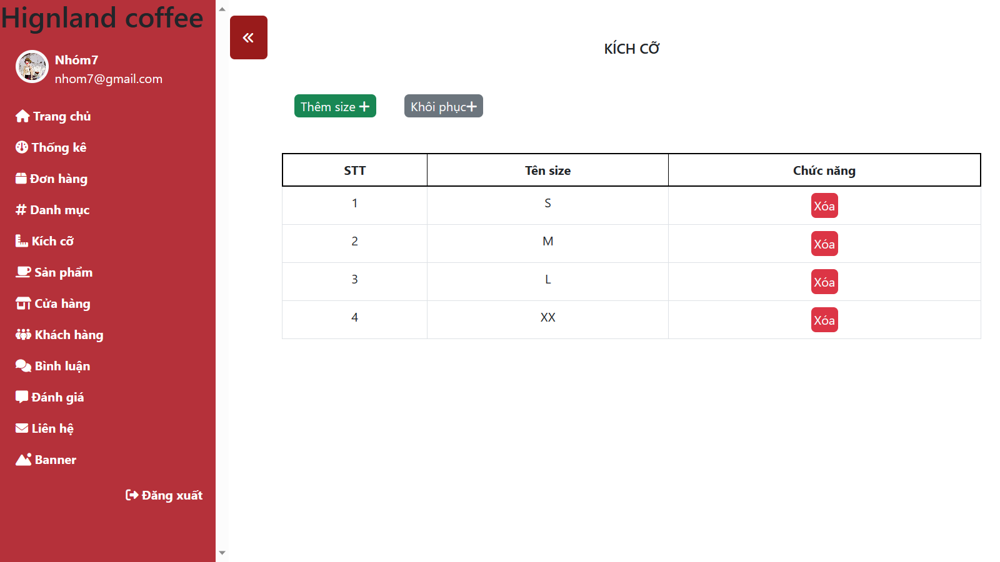 Hignland coffee
Nhóm7
nhom7@gmail.com
Trang chủ
Thống kê
Đơn hàng
Danh mục
Kích cỡ
Sản phẩm
Cửa hàng
Khách hàng
Bình luận
Đánh giá
Liên hệ
Banner
Đăng xuất
KÍCH CỠ
Thêm size
Khôi phục
STT Tên size Chức năng
1 S Xóa
2 M Xóa
3 L Xóa
4 XX Xóa